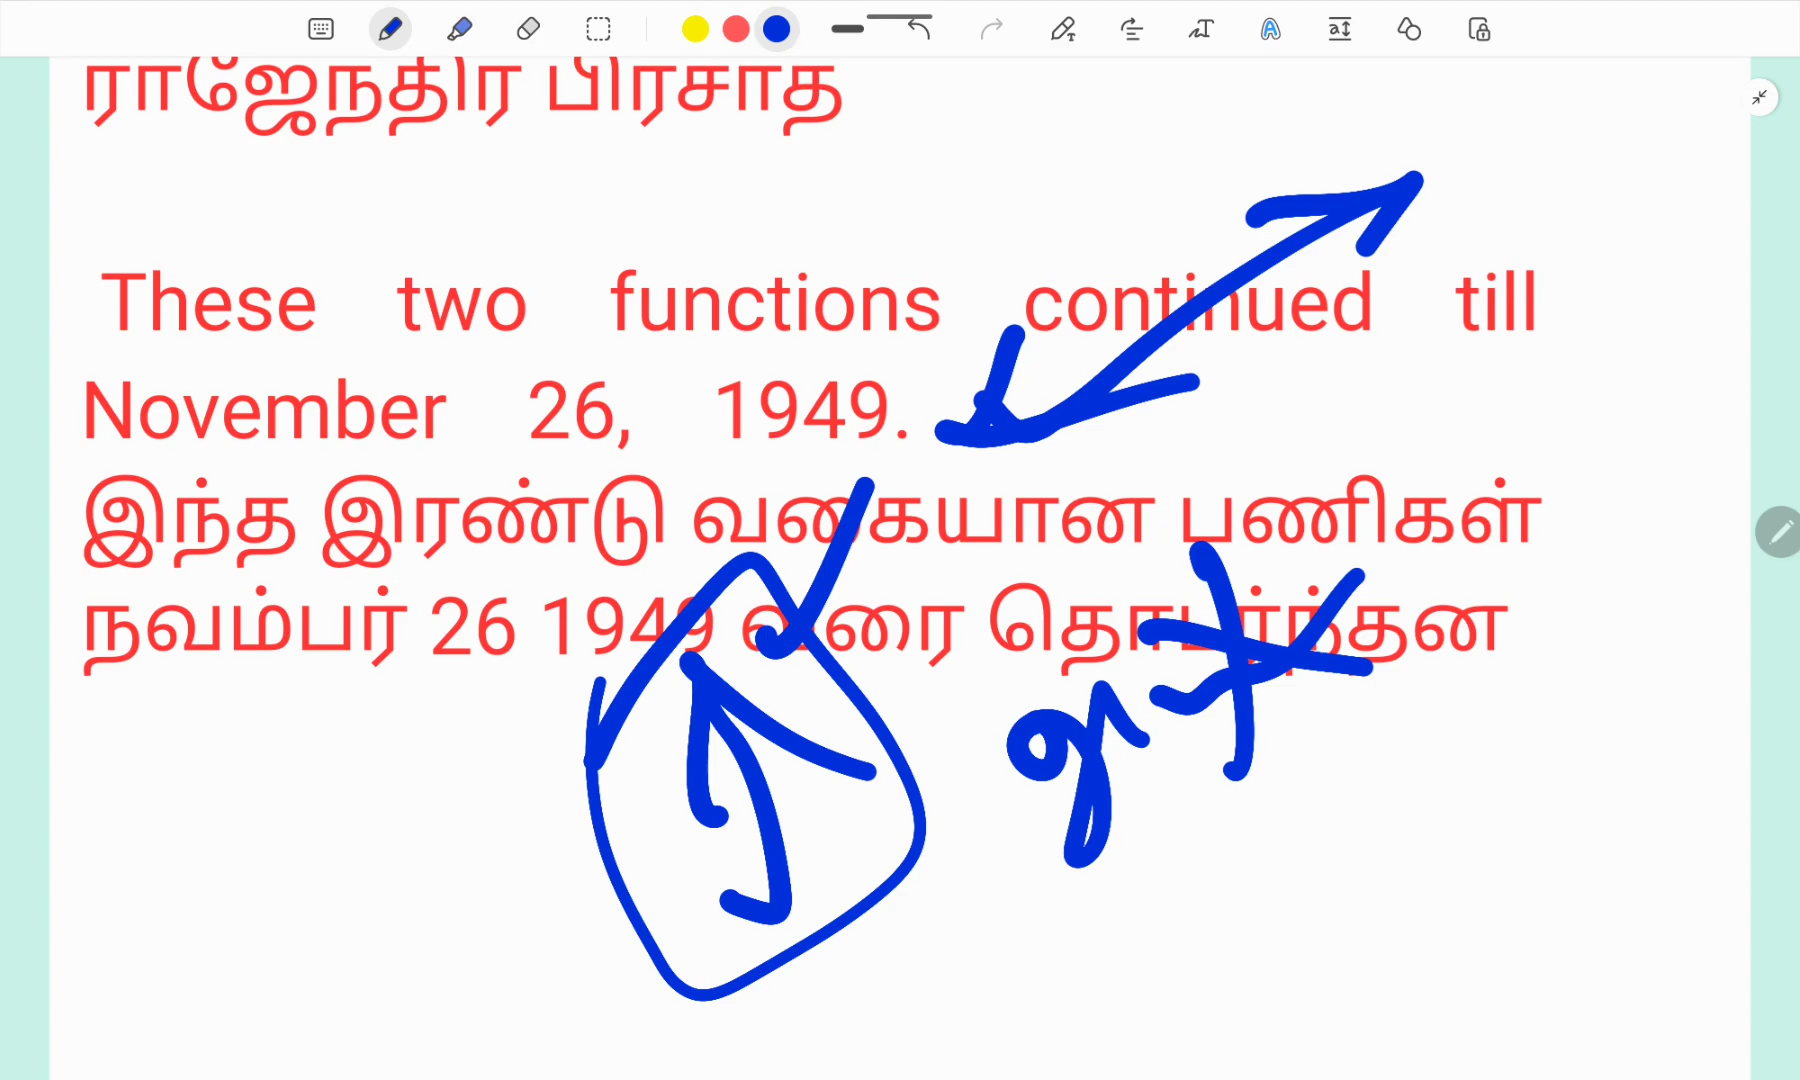 ராஜேந்திர பிரசாத
These two functions continued till
November 26, 1949.
இந்த இரண்டு வகையான பணிகள்
நவம்பர் 26 1949 வரை தொடர்ந்தன